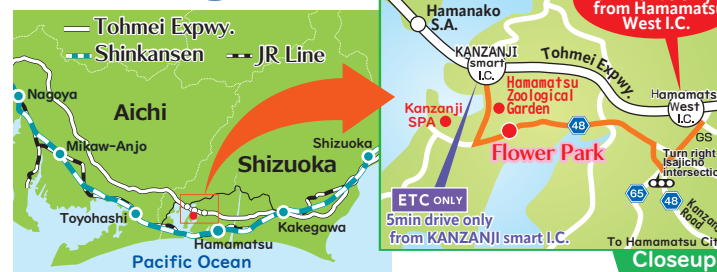 Tohmei Expwy.
Shinkansen
JR Line
Nagoya
Aichi
Mikaw-Anjo
Shizuoka
Shizuoka
Toyohashi
Kakegawa
Hamamatsu
Pacific Ocean
from Hamamatsu
West I.C.
Hamanako
S.A.
KANZANJI
smart
I.C.
Tohmei Expwy.
Hamamatsu
Zoological
Garden
Kanzanji
SPA
48
Flower Park
Hamamatsu
West
I.C.
GS
Turn right
Isajicho
intersection
65
48
Kanzanji
Road
ETC ONLY
5min drive only
from KANZANJI smart I.C.
To Hamamatsu City
Closeup